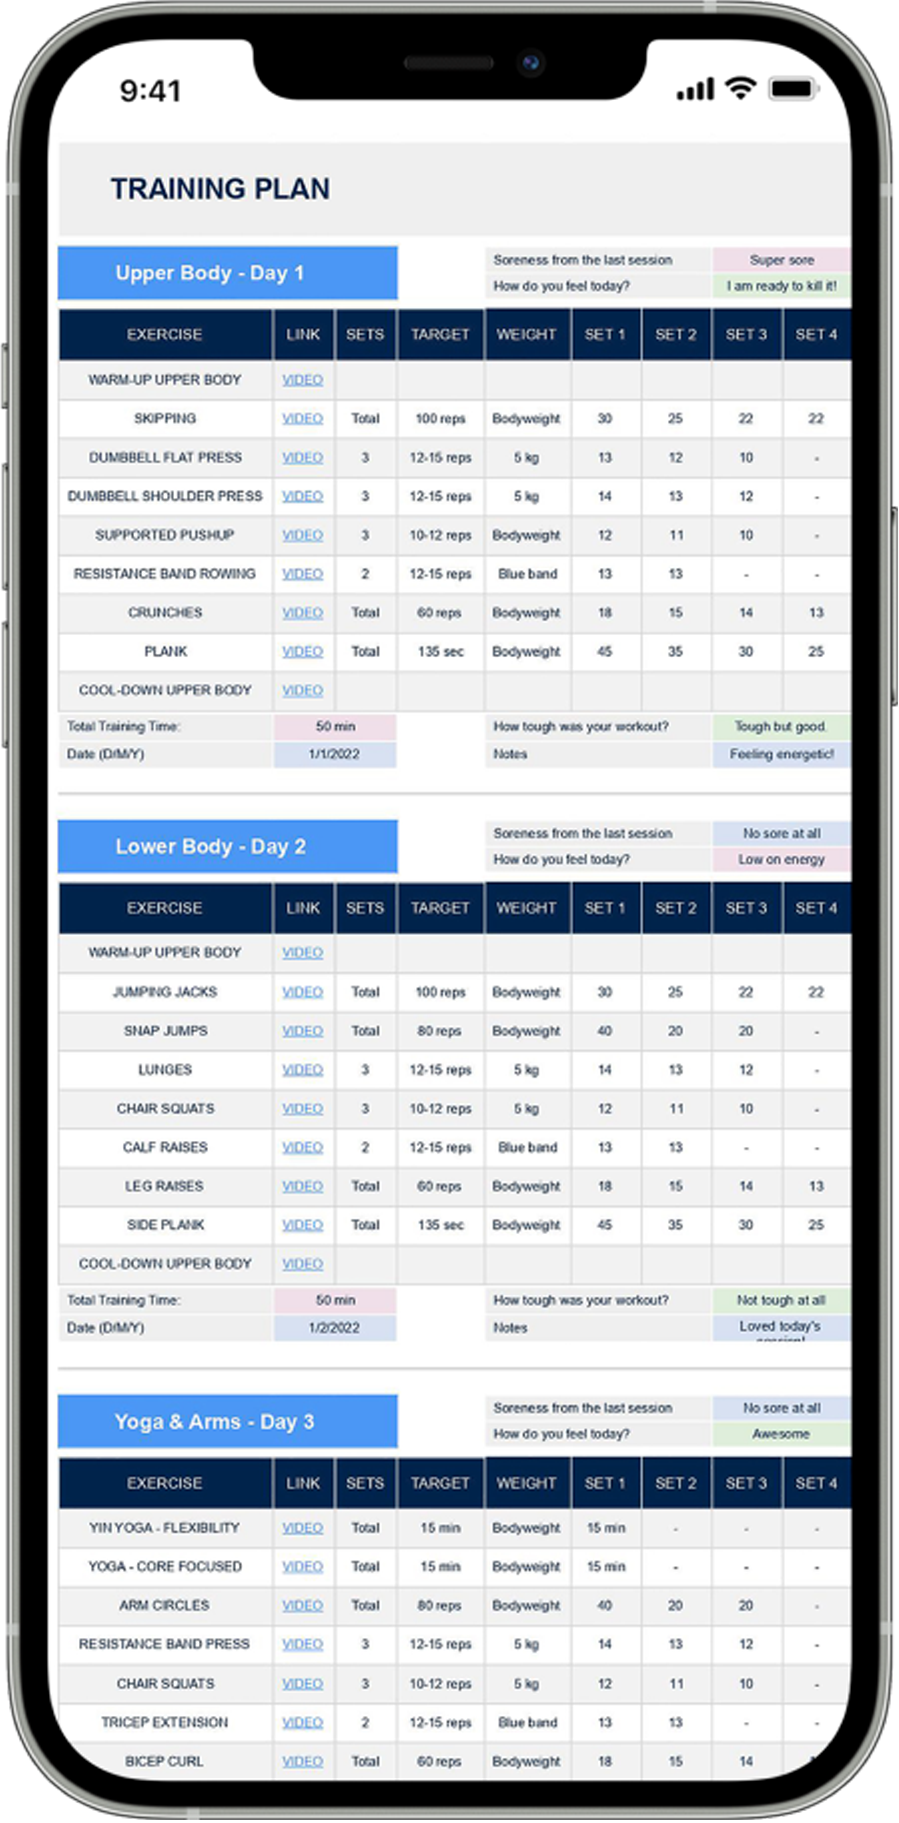 9:41
TRAINING PLAN
Upper Body - Day 1
Soreness from the last session Super sore
How do you feel today? I am ready to kill it!
EXERCISE LINK SETS TARGET WEIGHT SET 1 SET 2 SET 3 SET 4
WARM-UP UPPER BODY VIDEO
SKIPPING VIDEO Total 100 reps Bodyweight 30 25 22 22
DUMBBELL FLAT PRESS VIDEO 3 12-15 reps 5 kg 13 12 10 -
DUMBBELL SHOULDER PRESS VIDEO 3 12-15 reps 5 kg 14 13 12 -
SUPPORTED PUSHUP VIDEO 3 10-12 reps Bodyweight 12 11 10 -
RESISTANCE BAND ROWING VIDEO 2 12-15 reps Blue band 13 13 - -
CRUNCHES VIDEO Total 60 reps Bodyweight 18 15 14 13
PLANK VIDEO Total 135 sec Bodyweight 45 35 30 25
COOL-DOWN UPPER BODY VIDEO
Total Training Time: 50 min How tough was your workout? Tough but good.
Date (D/M/Y) 1/1/2022 Notes Feeling energetic!
Lower Body - Day 2
Soreness from the last session No sore at all
How do you feel today? Low on energy
EXERCISE LINK SETS TARGET WEIGHT SET 1 SET 2 SET 3 SET 4
WARM-UP UPPER BODY VIDEO
JUMPING JACKS VIDEO Total 100 reps Bodyweight 30 25 22 22
SNAP JUMPS VIDEO Total 80 reps Bodyweight 40 20 20 -
LUNGES VIDEO 3 12-15 reps 5 kg 14 13 12 -
CHAIR SQUATS VIDEO 3 10-12 reps 5 kg 12 11 10 -
CALF RAISES VIDEO 2 12-15 reps Blue band 13 13 - -
LEG RAISES VIDEO Total 60 reps Bodyweight 18 15 14 13
SIDE PLANK VIDEO Total 135 sec Bodyweight 45 35 30 25
COOL-DOWN UPPER BODY VIDEO
Total Training Time: 50 min How tough was your workout? Not tough at all
Date (D/M/Y) 1/2/2022 Notes Loved today's
session!
Yoga & Arms - Day 3
Soreness from the last session No sore at all
How do you feel today? Awesome
EXERCISE LINK SETS TARGET WEIGHT SET 1 SET 2 SET 3 SET 4
YIN YOGA - FLEXIBILITY VIDEO Total 15 min Bodyweight 15 min - - -
YOGA - CORE FOCUSED VIDEO Total 15 min Bodyweight 15 min - - -
ARM CIRCLES VIDEO Total 80 reps Bodyweight 40 20 20 -
RESISTANCE BAND PRESS VIDEO 3 12-15 reps 5 kg 14 13 12 -
CHAIR SQUATS VIDEO 3 10-12 reps 5 kg 12 11 10 -
TRICEP EXTENSION VIDEO 2 12-15 reps Blue band 13 13 - -
BICEP CURL VIDEO Total 60 reps Bodyweight 18 15 14